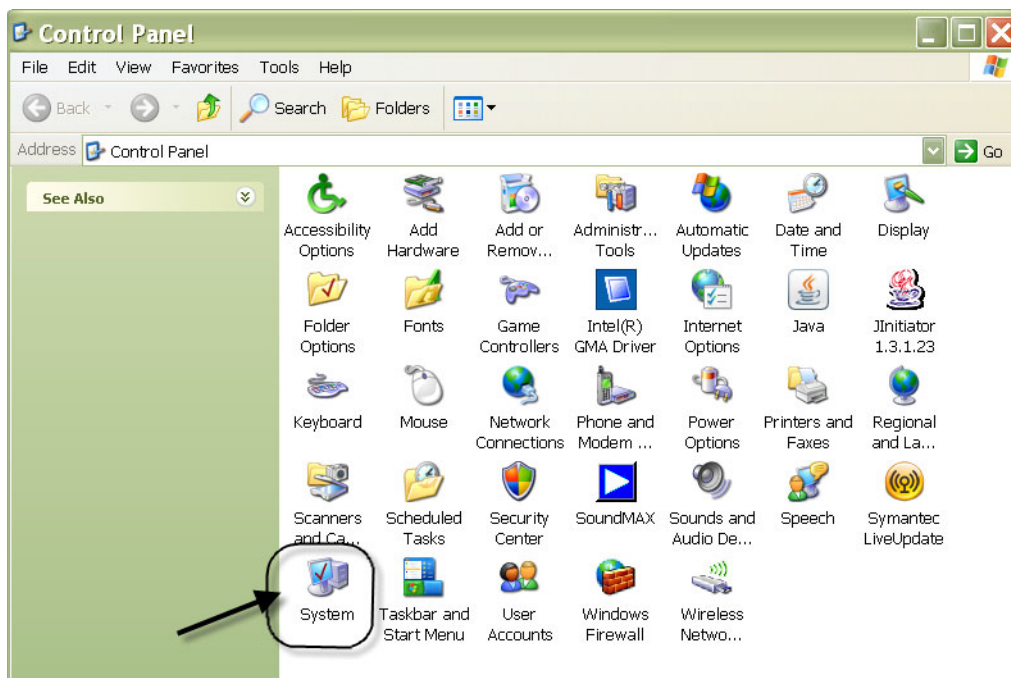 Control Panel
File Edit View Favorites Tools Help
Back Search Folders
Address Control Panel Go
See Also
Accessibility Options
Add Hardware
Add or Remov...
Administr... Tools
Automatic Updates
Date and Time
Display
Folder Options
Fonts
Game Controllers
Intel(R) GMA Driver
Internet Options
Java
JInitiator 1.3.1.23
Keyboard
Mouse
Network Connections
Phone and Modem ...
Power Options
Printers and Faxes
Regional and La...
Scanners and Ca...
Scheduled Tasks
Security Center
SoundMAX
Sounds and Audio De...
Speech
Symantec LiveUpdate
System
Taskbar and Start Menu
User Accounts
Windows Firewall
Wireless Netwo...